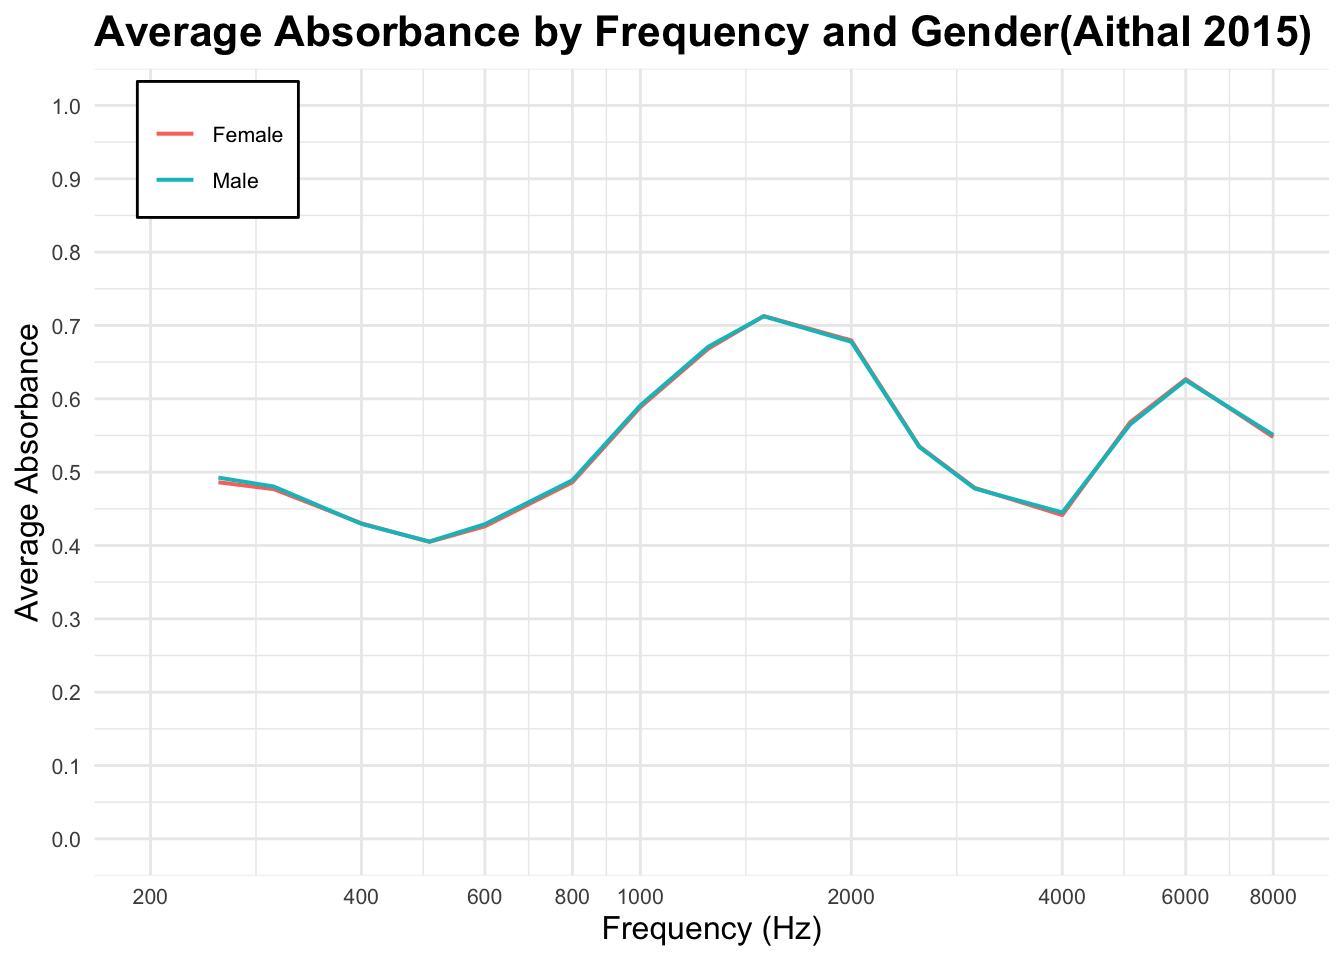 Average Absorbance by Frequency and Gender(Aithal 2015)
Female
Male
Average Absorbance
1.0
0.9
0.8
0.7
0.6
0.5
0.4
0.3
0.2
0.1
0.0
200 400 600 800 1000 2000 4000 6000 8000
Frequency (Hz)